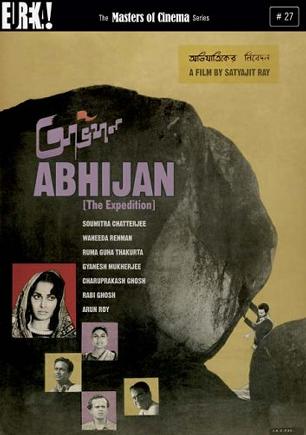 EUREKA!
The Masters of Cinema Series
# 27
অভিযাত্রিকের নিবেদন
A FILM BY SATYAJIT RAY
অভিযান
ABHIJAN
[The Expedition]
SOUMITRA CHATTERJEE
WAHEEDA REHMAN
RUMA GUHA THAKURTA
GYANESH MUKHERJEE
CHARUPRAKASH GHOSH
RABI GHOSH
ARUN ROY